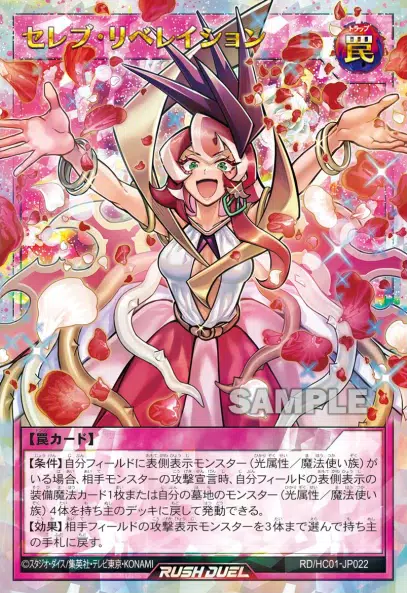 セレブ・リベレイション
トラップ
罠
SAMPLE
【罠カード】
【条件】自分フィールドに表側表示モンスター(光属性/魔法使い族)が
いる場合、相手モンスターの攻撃宣言時、自分フィールドの表側表示の
装備魔法カード1枚または自分の墓地のモンスター(光属性/魔法使い
族)4体を持ち主のデッキに戻して発動できる。
【効果】相手フィールドの攻撃表示モンスターを3体まで選んで持ち主
の手札に戻す。
©スタジオ・ダイス/集英社・テレビ東京・KONAMI
RUSH DUEL
RD/HC01-JP022